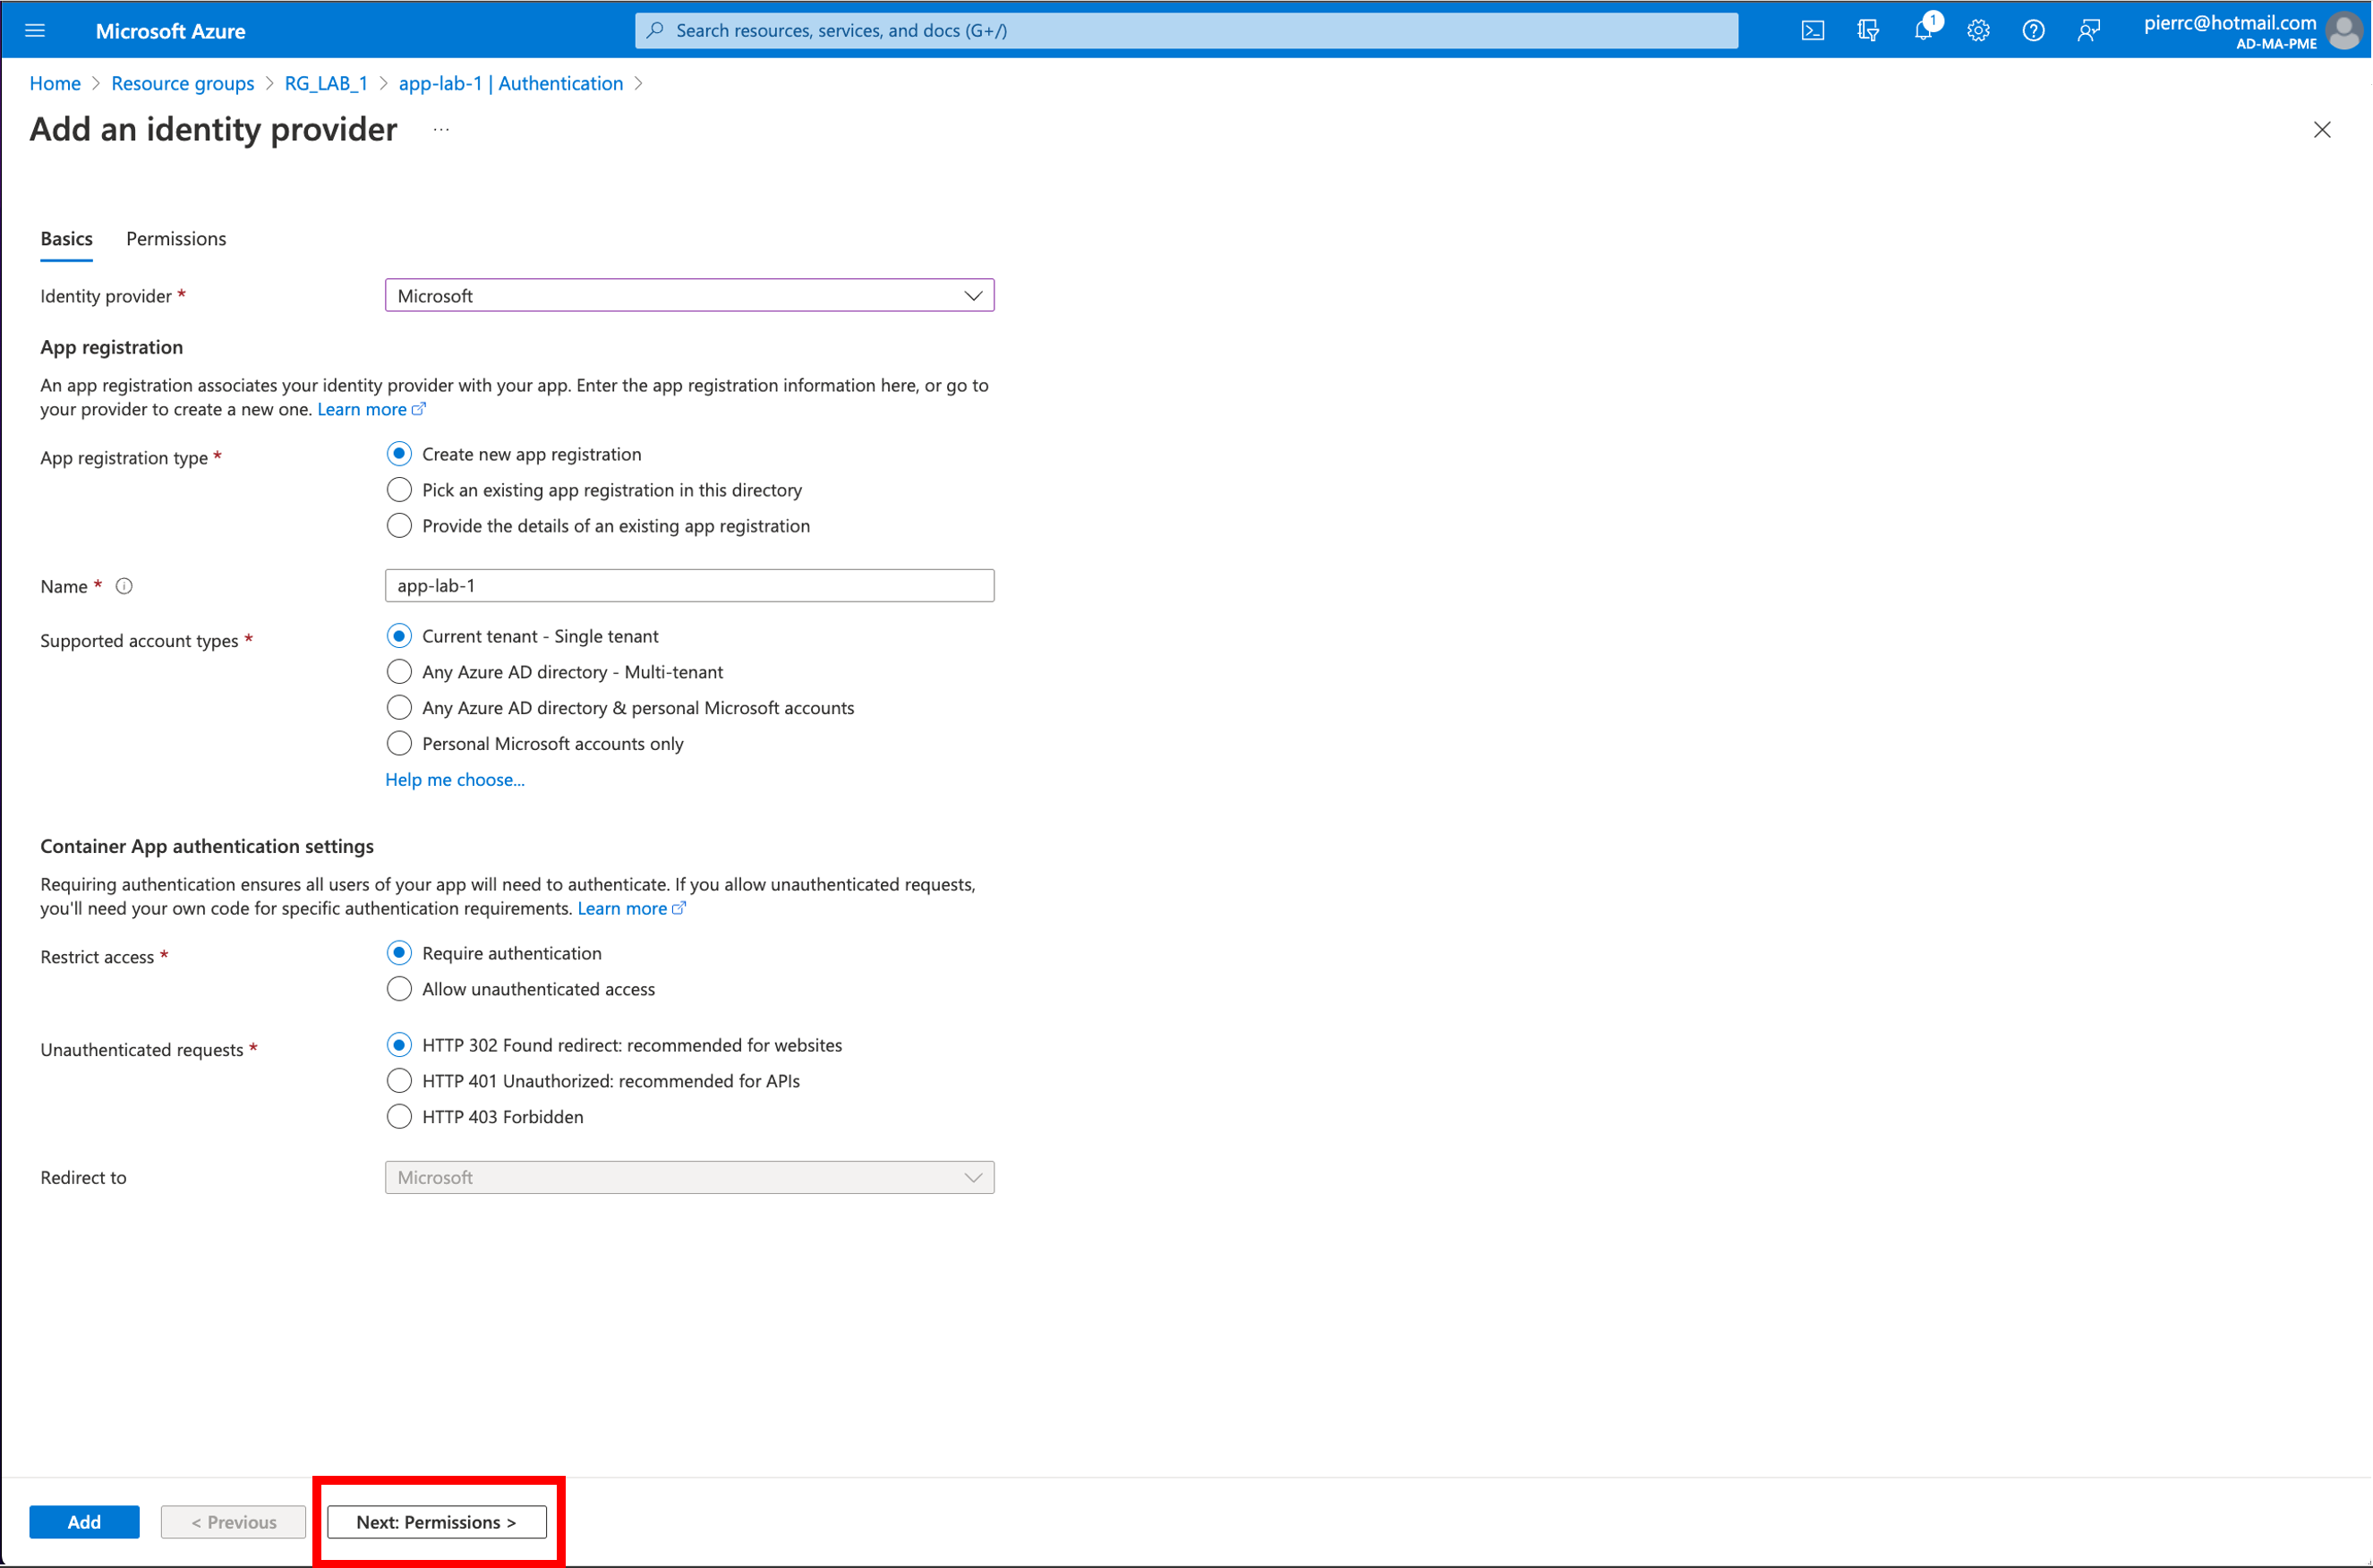 Microsoft Azure
Search resources, services, and docs (G+/)
1
pierrc@hotmail.com
AD-MA-PME
Home > Resource groups > RG_LAB_1 > app-lab-1 | Authentication >
Add an identity provider ...
Basics Permissions
Identity provider * Microsoft
App registration
An app registration associates your identity provider with your app. Enter the app registration information here, or go to
your provider to create a new one. Learn more
App registration type * Create new app registration
Pick an existing app registration in this directory
Provide the details of an existing app registration
Name * app-lab-1
Supported account types * Current tenant - Single tenant
Any Azure AD directory - Multi-tenant
Any Azure AD directory & personal Microsoft accounts
Personal Microsoft accounts only
Help me choose...
Container App authentication settings
Requiring authentication ensures all users of your app will need to authenticate. If you allow unauthenticated requests,
you'll need your own code for specific authentication requirements. Learn more
Restrict access * Require authentication
Allow unauthenticated access
Unauthenticated requests * HTTP 302 Found redirect: recommended for websites
HTTP 401 Unauthorized: recommended for APIs
HTTP 403 Forbidden
Redirect to Microsoft
Add < Previous Next: Permissions >